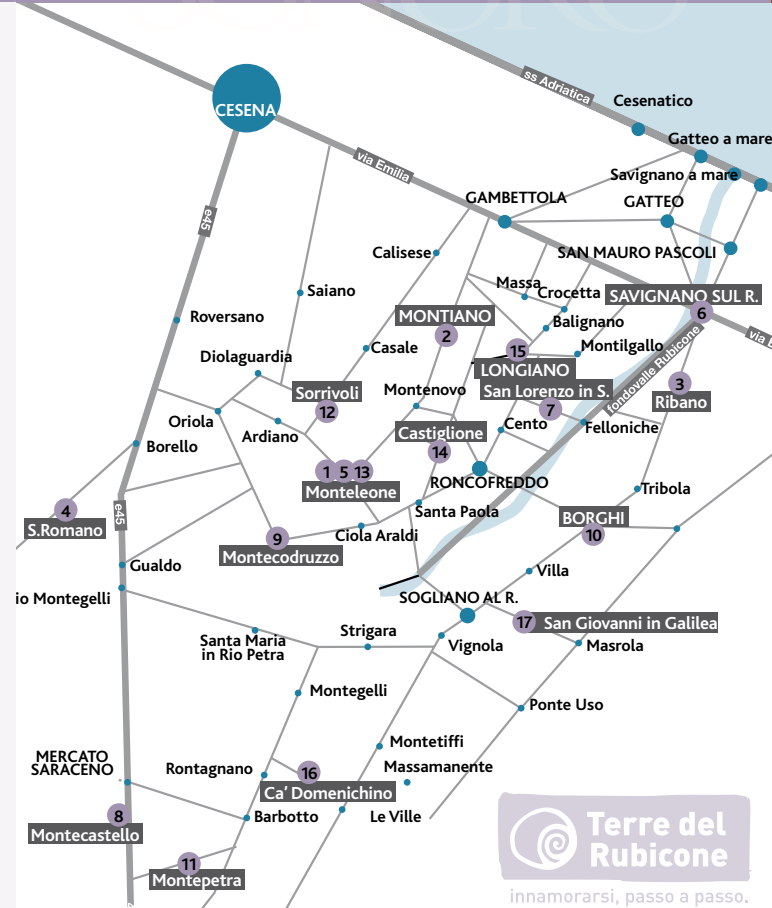 ss Adriatica
Cesenatico
CESENA
Gatteo a mare
via Emilia
Savignano a mare
GAMBETTOLA
GATTEO
e45
Calisese
SAN MAURO PASCOLI
Massa
Saiano
Crocetta
SAVIGNANO SUL R.
6
Roversano
MONTIANO
2
Balignano
via E
Diolaguardia
Casale
15
Montilgallo
LONGIANO
fondovalle Rubicone
3
Ribano
Sorrivoli
12
Montenovo
San Lorenzo in S.
7
Oriola
Ardiano
Castiglione
14
Cento
Felloniche
Borello
1 5 13
Monteleone
RONCOFREDDO
Tribola
4
S.Romano
e45
Santa Paola
BORGHI
10
9
Montecodruzzo
Ciola Araldi
Gualdo
Villa
io Montegelli
SOGLIANO AL R.
17 San Giovanni in Galilea
Santa Maria
in Rio Petra
Strigara
Vignola
Masrola
Montegelli
Ponte Uso
Montetiffi
MERCATO
SARACENO
Rontagnano
16
Massamanente
Ca' Domenichino
8
Montecastello
Barbotto
Le Ville
11
Montepetra
Terre del
Rubicone
innamorarsi, passo a passo.